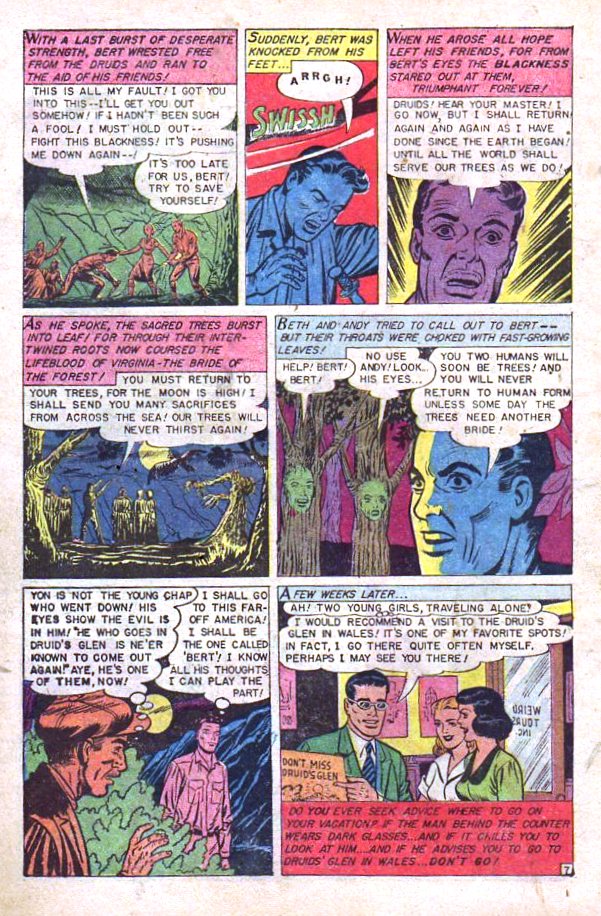 WITH A LAST BURST OF DESPERATE
STRENGTH, BERT WRESTED FREE
FROM THE DRUIDS AND RAN TO
THE AID OF HIS FRIENDS!
THIS IS ALL MY FAULT! I GOT YOU
INTO THIS--I'LL GET YOU OUT
SOMEHOW! IF I HADN'T BEEN SUCH
A FOOL! I MUST HOLD OUT--
FIGHT THIS BLACKNESS! IT'S PUSHING
ME DOWN AGAIN--!
IT'S TOO LATE
FOR US, BERT!
TRY TO SAVE
YOURSELF!
SUDDENLY, BERT WAS
KNOCKED FROM HIS
FEET...
ARRGH!
SWISSH
WHEN HE AROSE ALL HOPE
LEFT HIS FRIENDS, FOR FROM
BERT'S EYES THE BLACKNESS
STARED OUT AT THEM,
TRIUMPHANT FOREVER!
DRUIDS! HEAR YOUR MASTER! I
GO NOW, BUT I SHALL RETURN
AGAIN AND AGAIN AS I HAVE
DONE SINCE THE EARTH BEGAN!
UNTIL ALL THE WORLD SHALL
SERVE OUR TREES AS WE DO!
AS HE SPOKE, THE SACRED TREES BURST
INTO LEAF! FOR THROUGH THEIR INTER-
TWINED ROOTS NOW COURSED THE
LIFEBLOOD OF VIRGINIA-THE BRIDE OF
THE FOREST!
YOU MUST RETURN TO
YOUR TREES, FOR THE MOON IS HIGH! I
SHALL SEND YOU MANY SACRIFICES
FROM ACROSS THE SEA! OUR TREES WILL
NEVER THIRST AGAIN!
BETH AND ANDY TRIED TO CALL OUT TO BERT--
BUT THEIR THROATS WERE CHOKED WITH FAST-GROWING
LEAVES!
HELP! BERT!
BERT!
NO USE
ANDY! LOOK...
HIS EYES...
YOU TWO HUMANS WILL
SOON BE TREES! AND
YOU WILL NEVER
RETURN TO HUMAN FORM
UNLESS SOME DAY THE
TREES NEED ANOTHER
BRIDE!
YON IS NOT THE YOUNG CHAP
WHO WENT DOWN! HIS
EYES SHOW THE EVIL IS
IN HIM! "HE WHO GOES IN
DRUID'S GLEN IS NE'ER
KNOWN TO COME OUT
AGAIN!" AYE, HE'S ONE
OF THEM, NOW!
I SHALL GO
TO THIS FAR-
OFF AMERICA!
I SHALL BE
THE ONE CALLED
'BERT'! I KNOW
ALL HIS THOUGHTS!
I CAN PLAY THE
PART!
A FEW WEEKS LATER...
AH! TWO YOUNG GIRLS, TRAVELING ALONE?
I WOULD RECOMMEND A VISIT TO THE DRUID'S
GLEN IN WALES! IT'S ONE OF MY FAVORITE SPOTS!
IN FACT, I GO THERE QUITE OFTEN MYSELF,
PERHAPS I MAY SEE YOU THERE!
WEIRD
TOURS
INC.
DON'T MISS
DRUID'S GLEN
DO YOU EVER SEEK ADVICE WHERE TO GO ON
YOUR VACATION? IF THE MAN BEHIND THE COUNTER
WEARS DARK GLASSES...AND IF IT CHILLS YOU TO
LOOK AT HIM....AND IF HE ADVISES YOU TO GO TO
DRUIDS' GLEN IN WALES...DON'T GO!
7